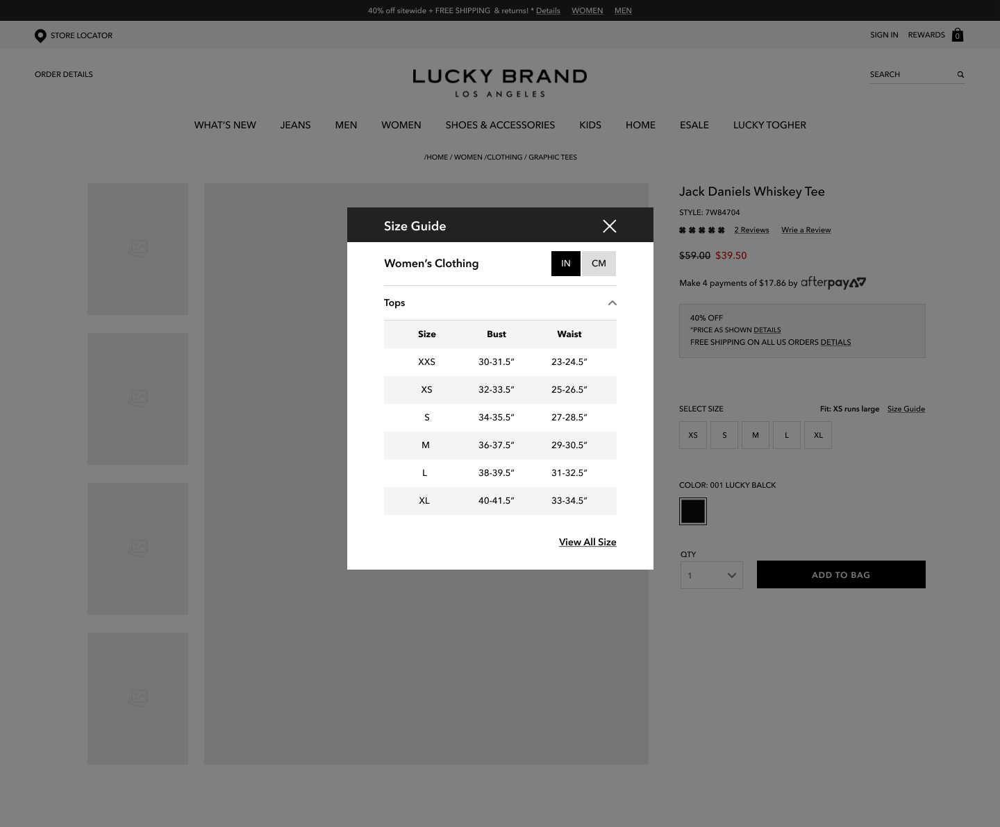 40% off sitewide + FREE SHIPPING & returns! * Details WOMEN MEN
STORE LOCATOR
SIGN IN REWARDS 0
ORDER DETAILS
LUCKY BRAND
LOS ANGELES
SEARCH
WHAT'S NEW JEANS MEN WOMEN SHOES & ACCESSORIES KIDS HOME ESALE LUCKY TOGHER
/HOME / WOMEN /CLOTHING / GRAPHIC TEES
Size Guide
Women's Clothing IN CM
Tops
Size Bust Waist
XXS 30-31.5" 23-24.5"
XS 32-33.5" 25-26.5"
S 34-35.5" 27-28.5"
M 36-37.5" 29-30.5"
L 38-39.5" 31-32.5"
XL 40-41.5" 33-34.5"
View All Size
Jack Daniels Whiskey Tee
STYLE: 7W84704
2 Reviews Wrie a Review
$59.00 $39.50
Make 4 payments of $17.86 by afterpay
40% OFF
"PRICE AS SHOWN DETAILS
FREE SHIPPING ON ALL US ORDERS DETIALS
SELECT SIZE Fit: XS runs large Size Guide
XS S M L XL
COLOR: 001 LUCKY BALCK
QTY
1 ADD TO BAG